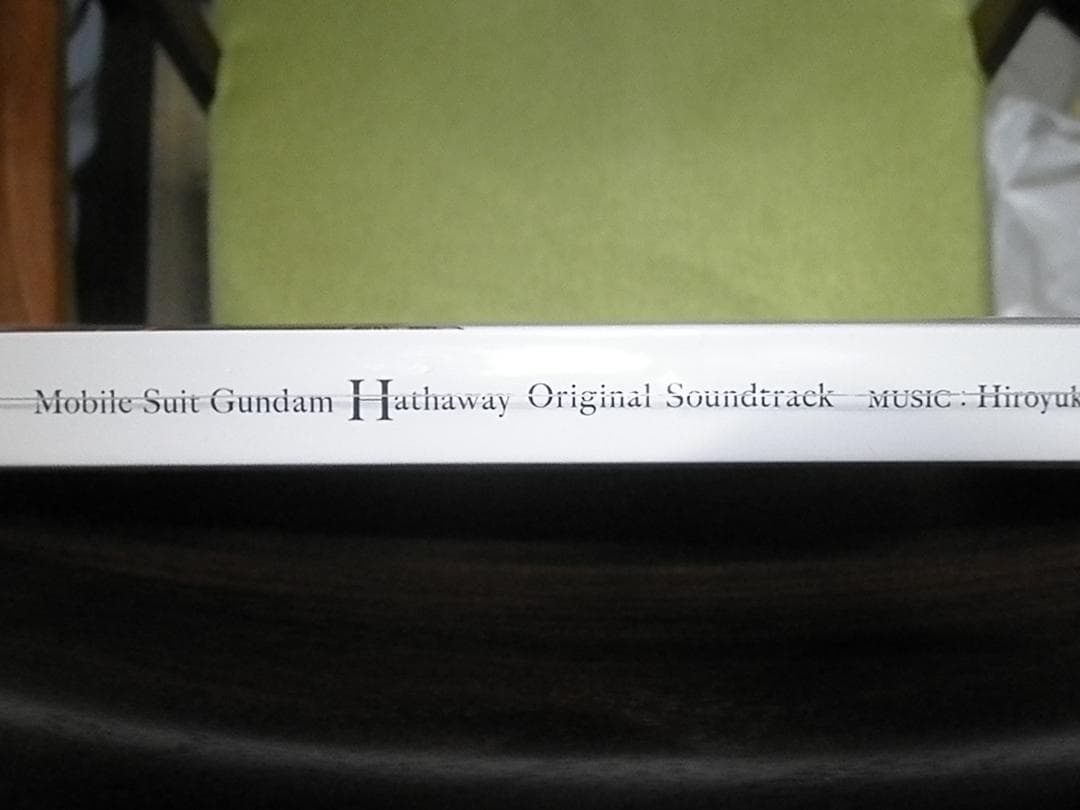 Mobile Suit Gundam Hathaway Original Soundtrack MUSIC : Hiroyuk